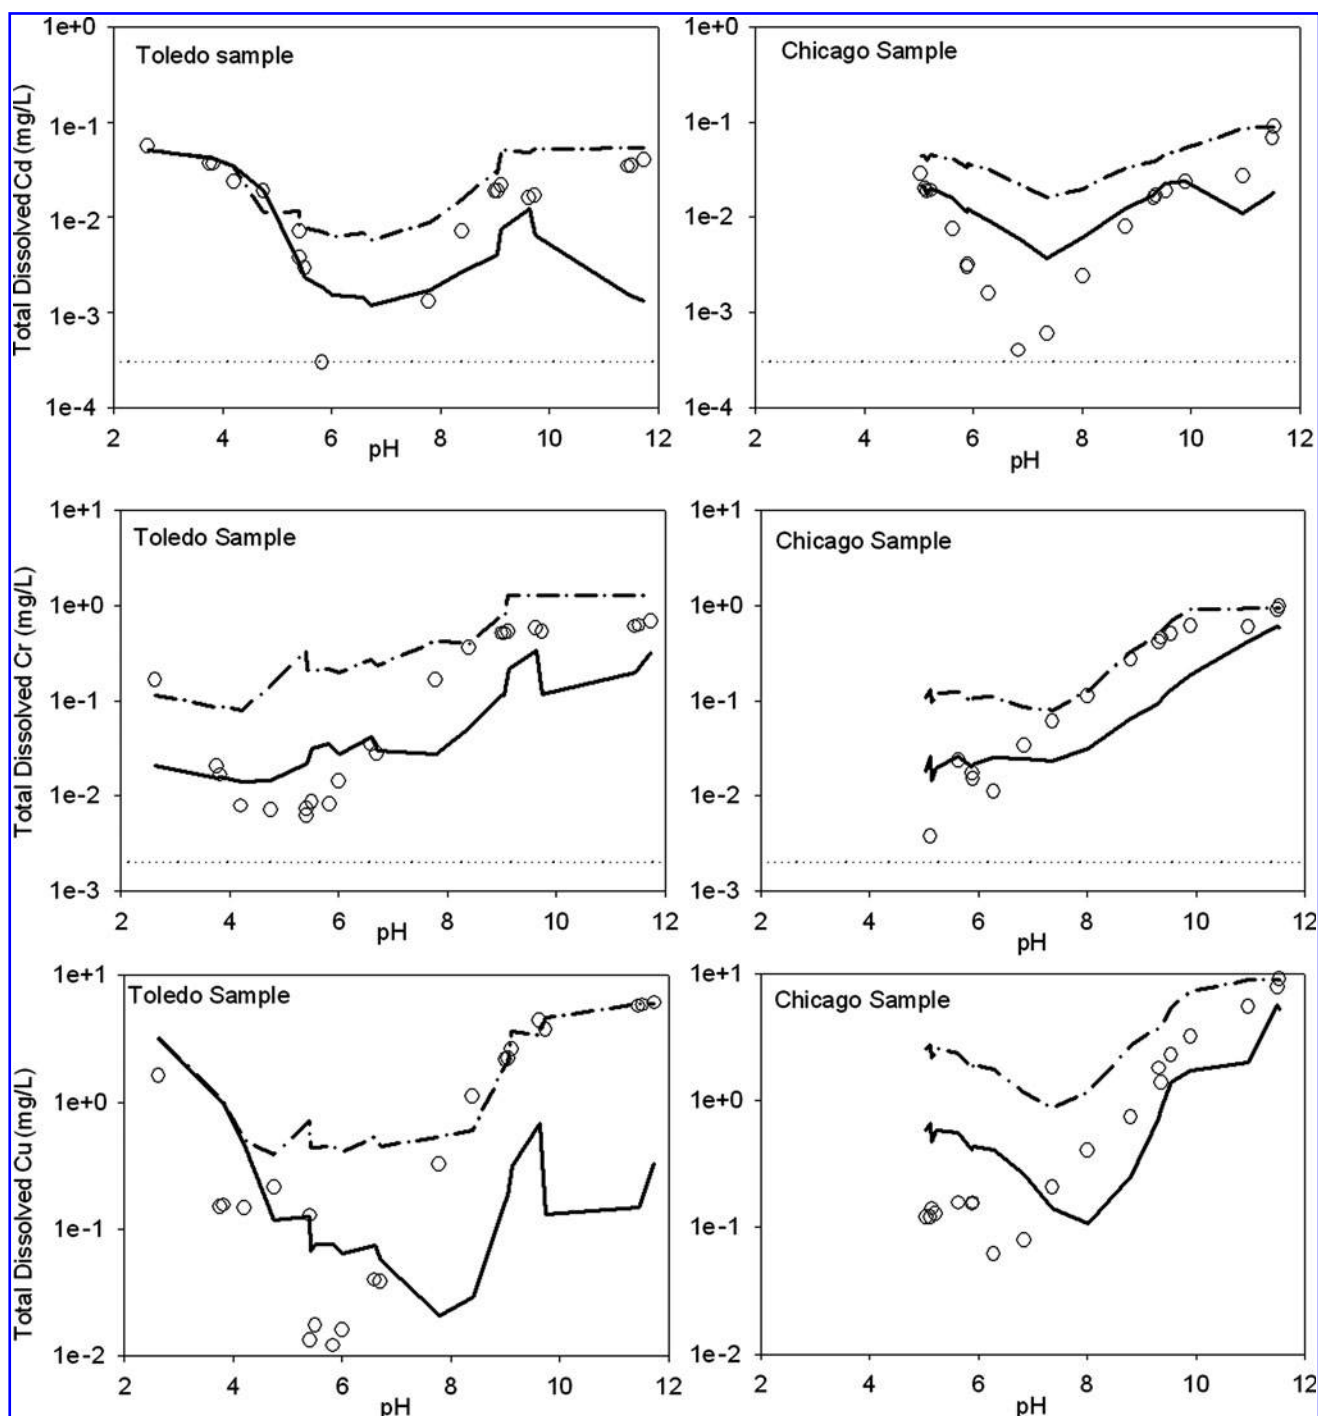 Total Dissolved Cd (mg/L)
1e+0
1e-1
1e-2
1e-3
1e-4
Toledo sample
2 4 6 8 10 12
pH
1e+0
1e-1
1e-2
1e-3
1e-4
Chicago Sample
2 4 6 8 10 12
pH
Total Dissolved Cr (mg/L)
1e+1
1e+0
1e-1
1e-2
1e-3
Toledo Sample
2 4 6 8 10 12
pH
1e+1
1e+0
1e-1
1e-2
1e-3
Chicago Sample
2 4 6 8 10 12
pH
Total Dissolved Cu (mg/L)
1e+1
1e+0
1e-1
1e-2
Toledo Sample
2 4 6 8 10 12
pH
1e+1
1e+0
1e-1
1e-2
Chicago Sample
2 4 6 8 10 12
pH